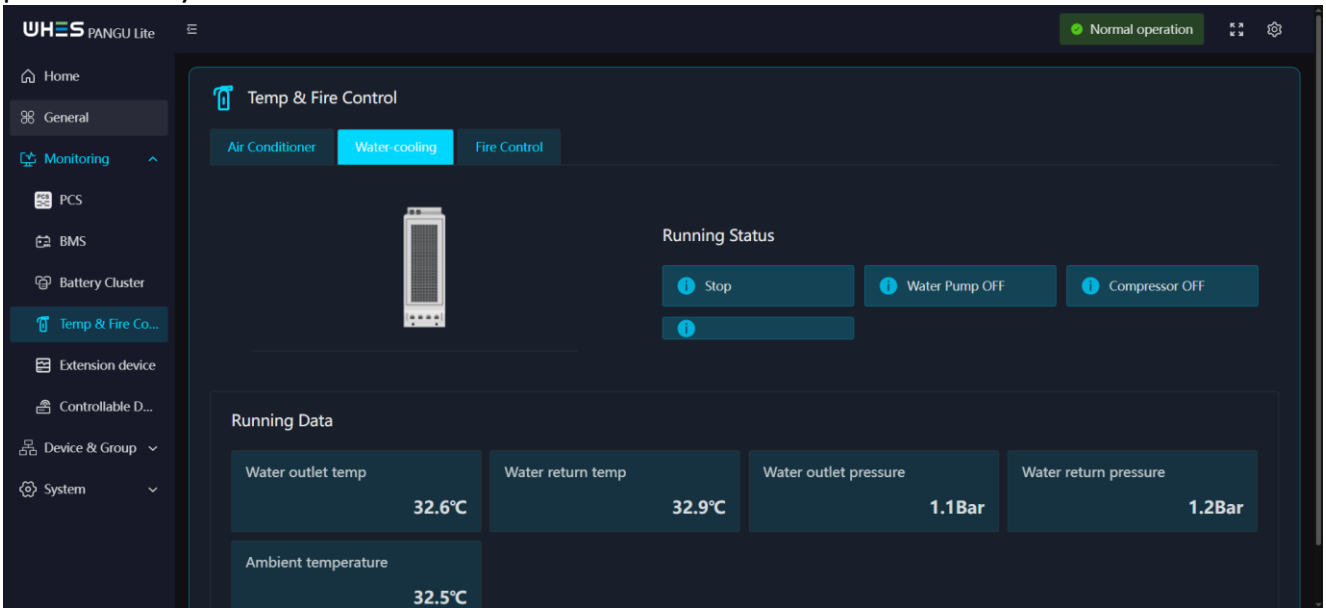 WHES PANGU Lite
Normal operation
Home
General
Monitoring
PCS
PCS
BMS
Battery Cluster
Temp & Fire Co...
Extension device
Controllable D...
Device & Group
System
Temp & Fire Control
Air Conditioner
Water-cooling
Fire Control
Running Status
Stop
Water Pump OFF
Compressor OFF
Running Data
Water outlet temp
32.6℃
Water return temp
32.9℃
Water outlet pressure
1.1Bar
Water return pressure
1.2Bar
Ambient temperature
32.5℃